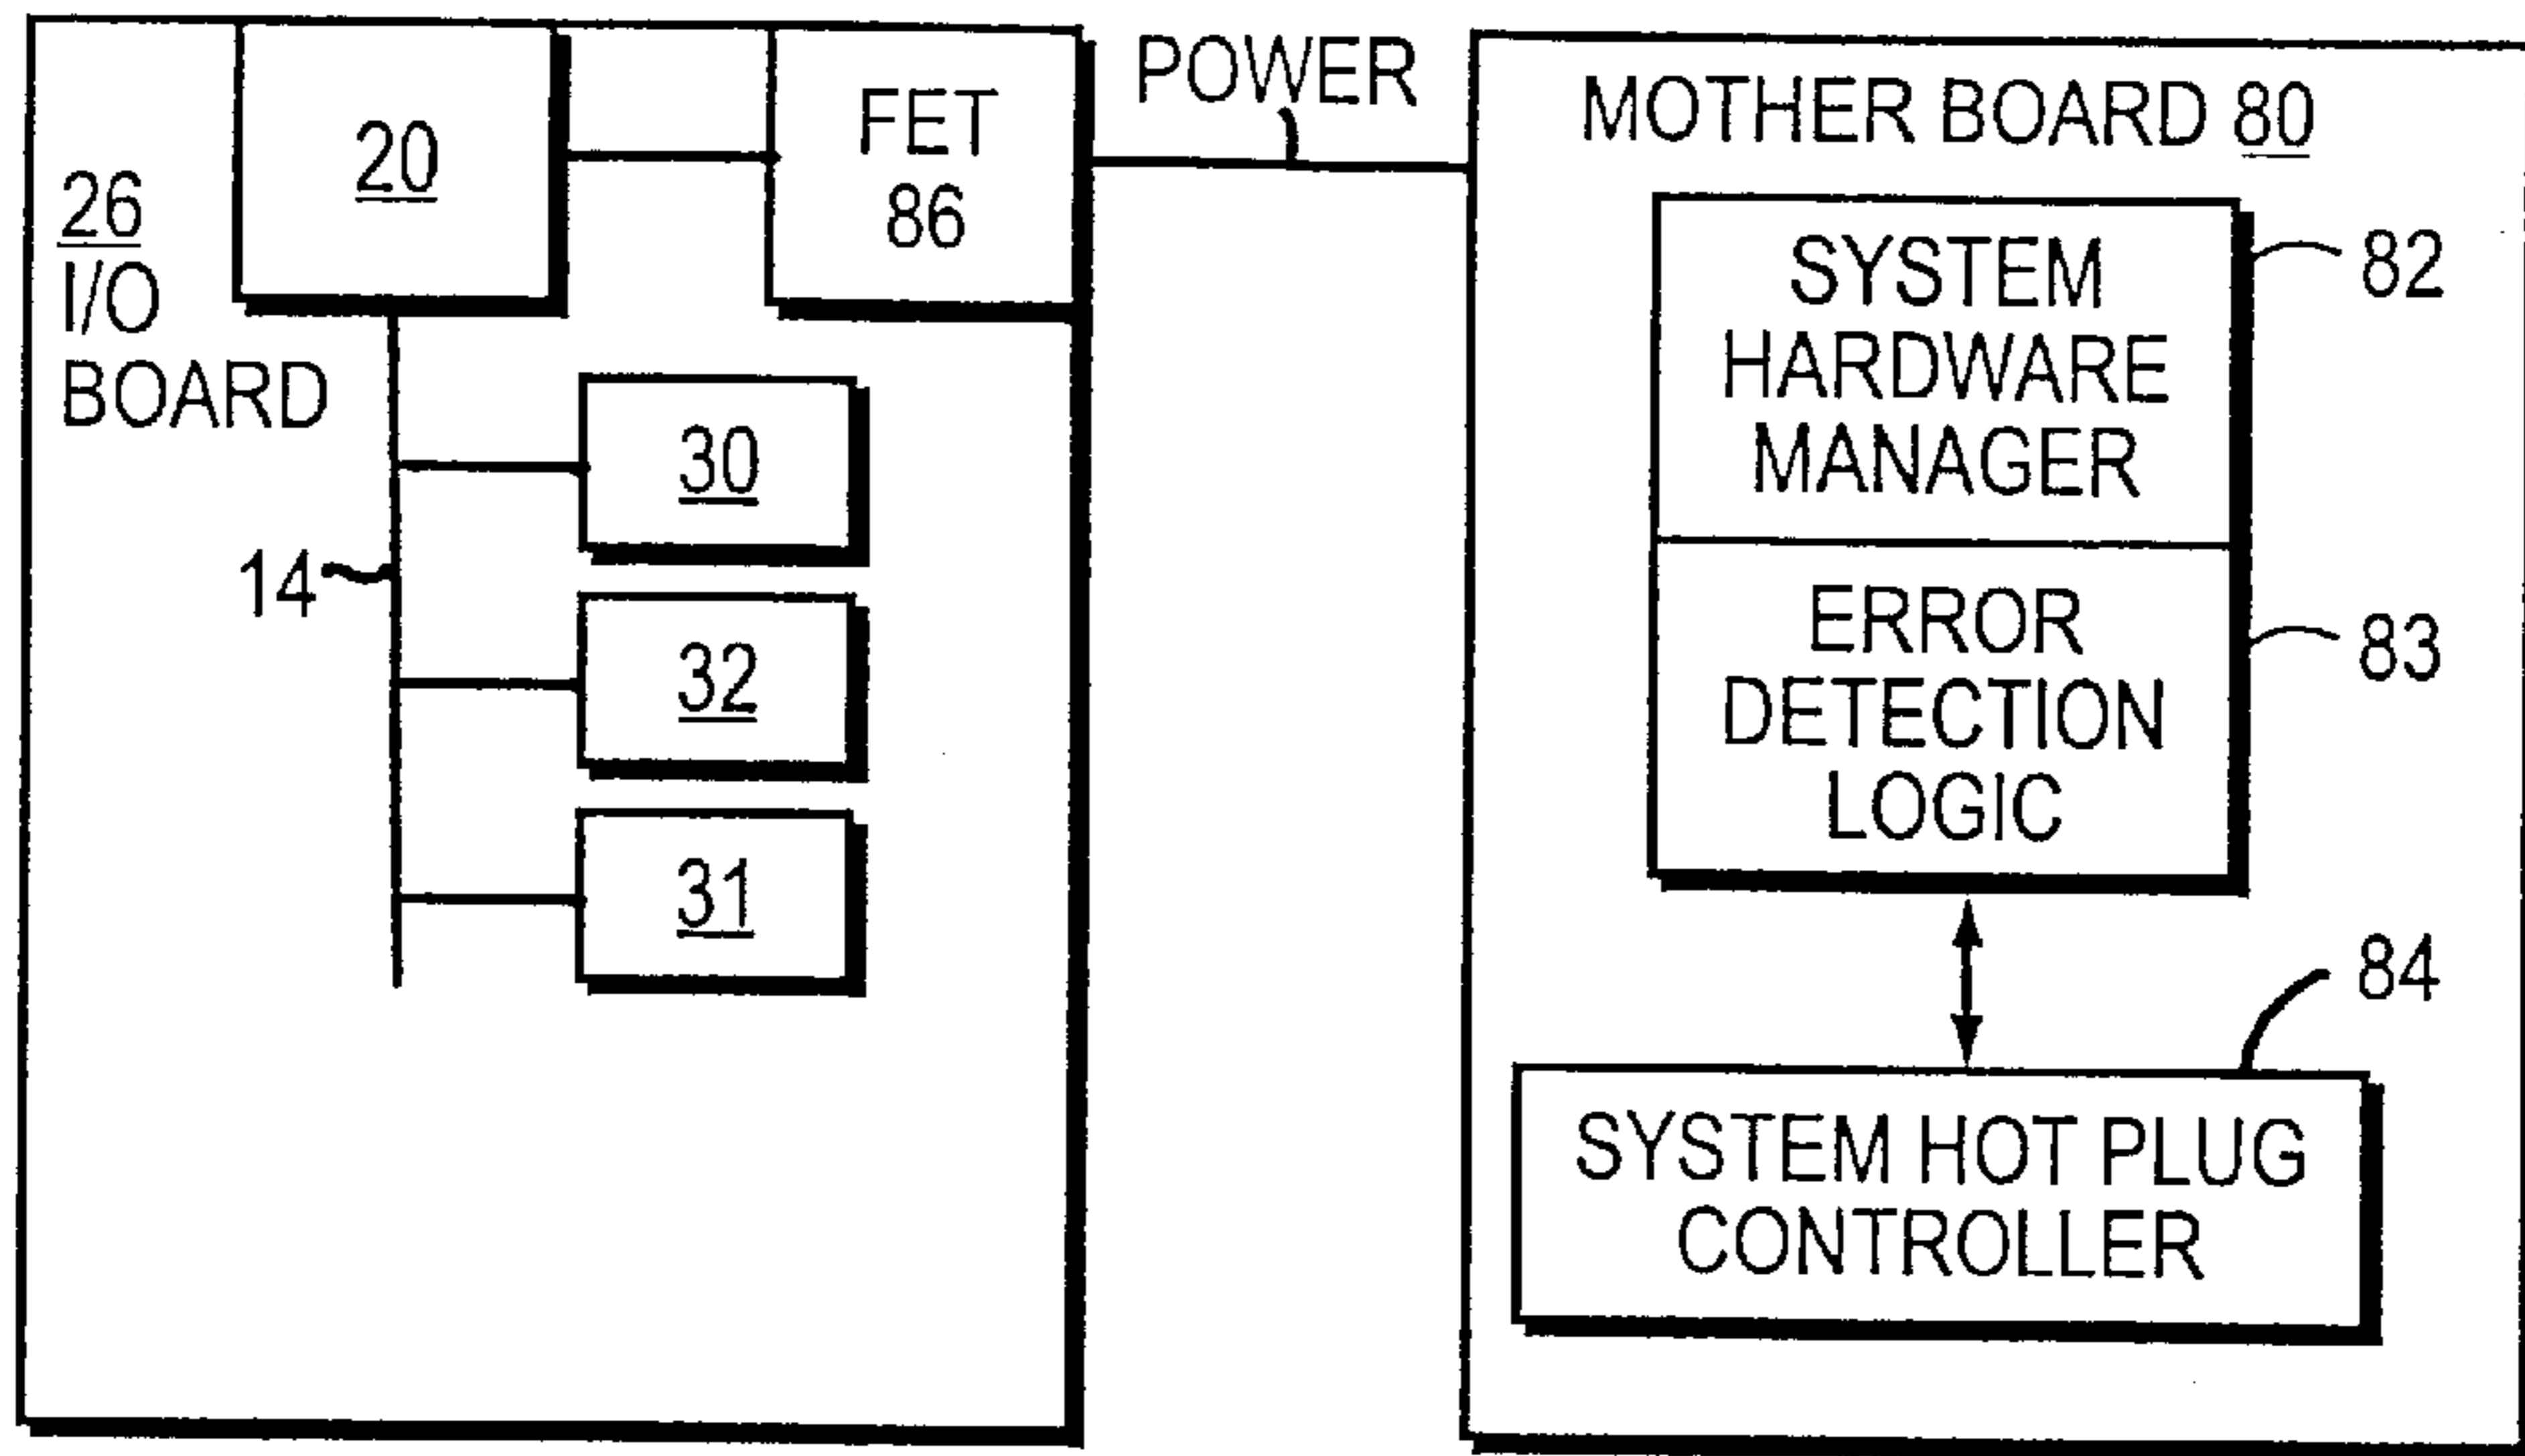 26
I/O
BOARD
20
FET
86
14
30
32
31
POWER
MOTHER BOARD 80
SYSTEM
HARDWARE
MANAGER
82
ERROR
DETECTION
LOGIC
83
84
SYSTEM HOT PLUG
CONTROLLER